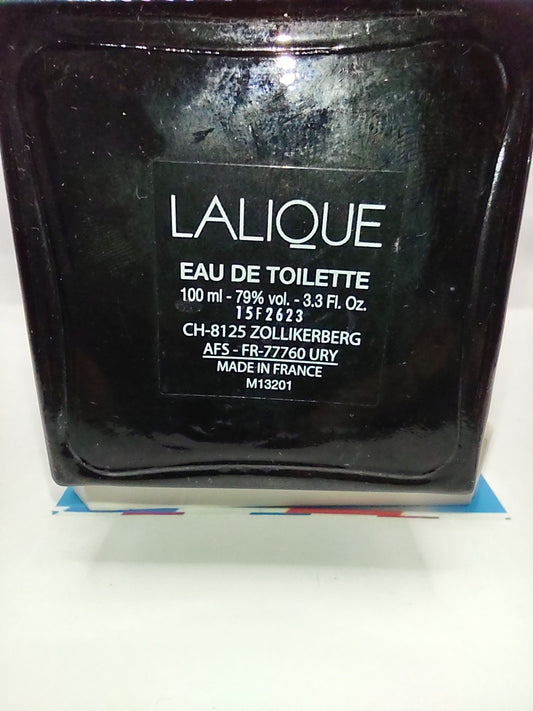 LALIQUE
EAU DE TOILETTE
100 ml - 79% vol. - 3.3 Fl. Oz.
15F2623
CH-8125 ZOLLIKERBERG
AFS - FR-77760 URY
MADE IN FRANCE
M13201